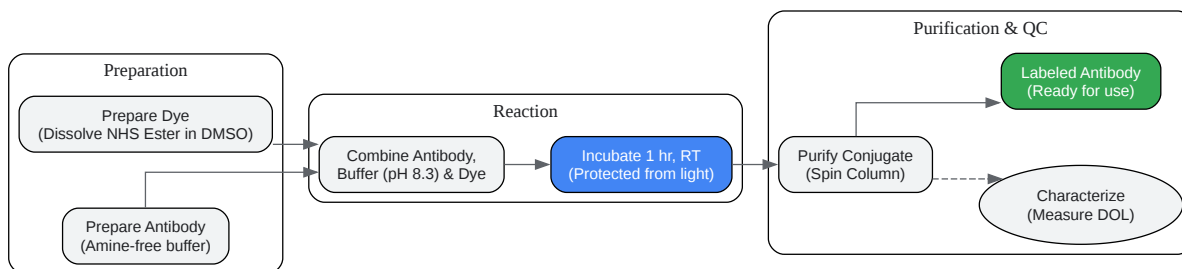 Preparation
Prepare Dye
(Dissolve NHS Ester in DMSO)
Prepare Antibody
(Amine-free buffer)
Reaction
Combine Antibody,
Buffer (pH 8.3) & Dye
Incubate 1 hr, RT
(Protected from light)
Purification & QC
Purify Conjugate
(Spin Column)
Labeled Antibody
(Ready for use)
Characterize
(Measure DOL)